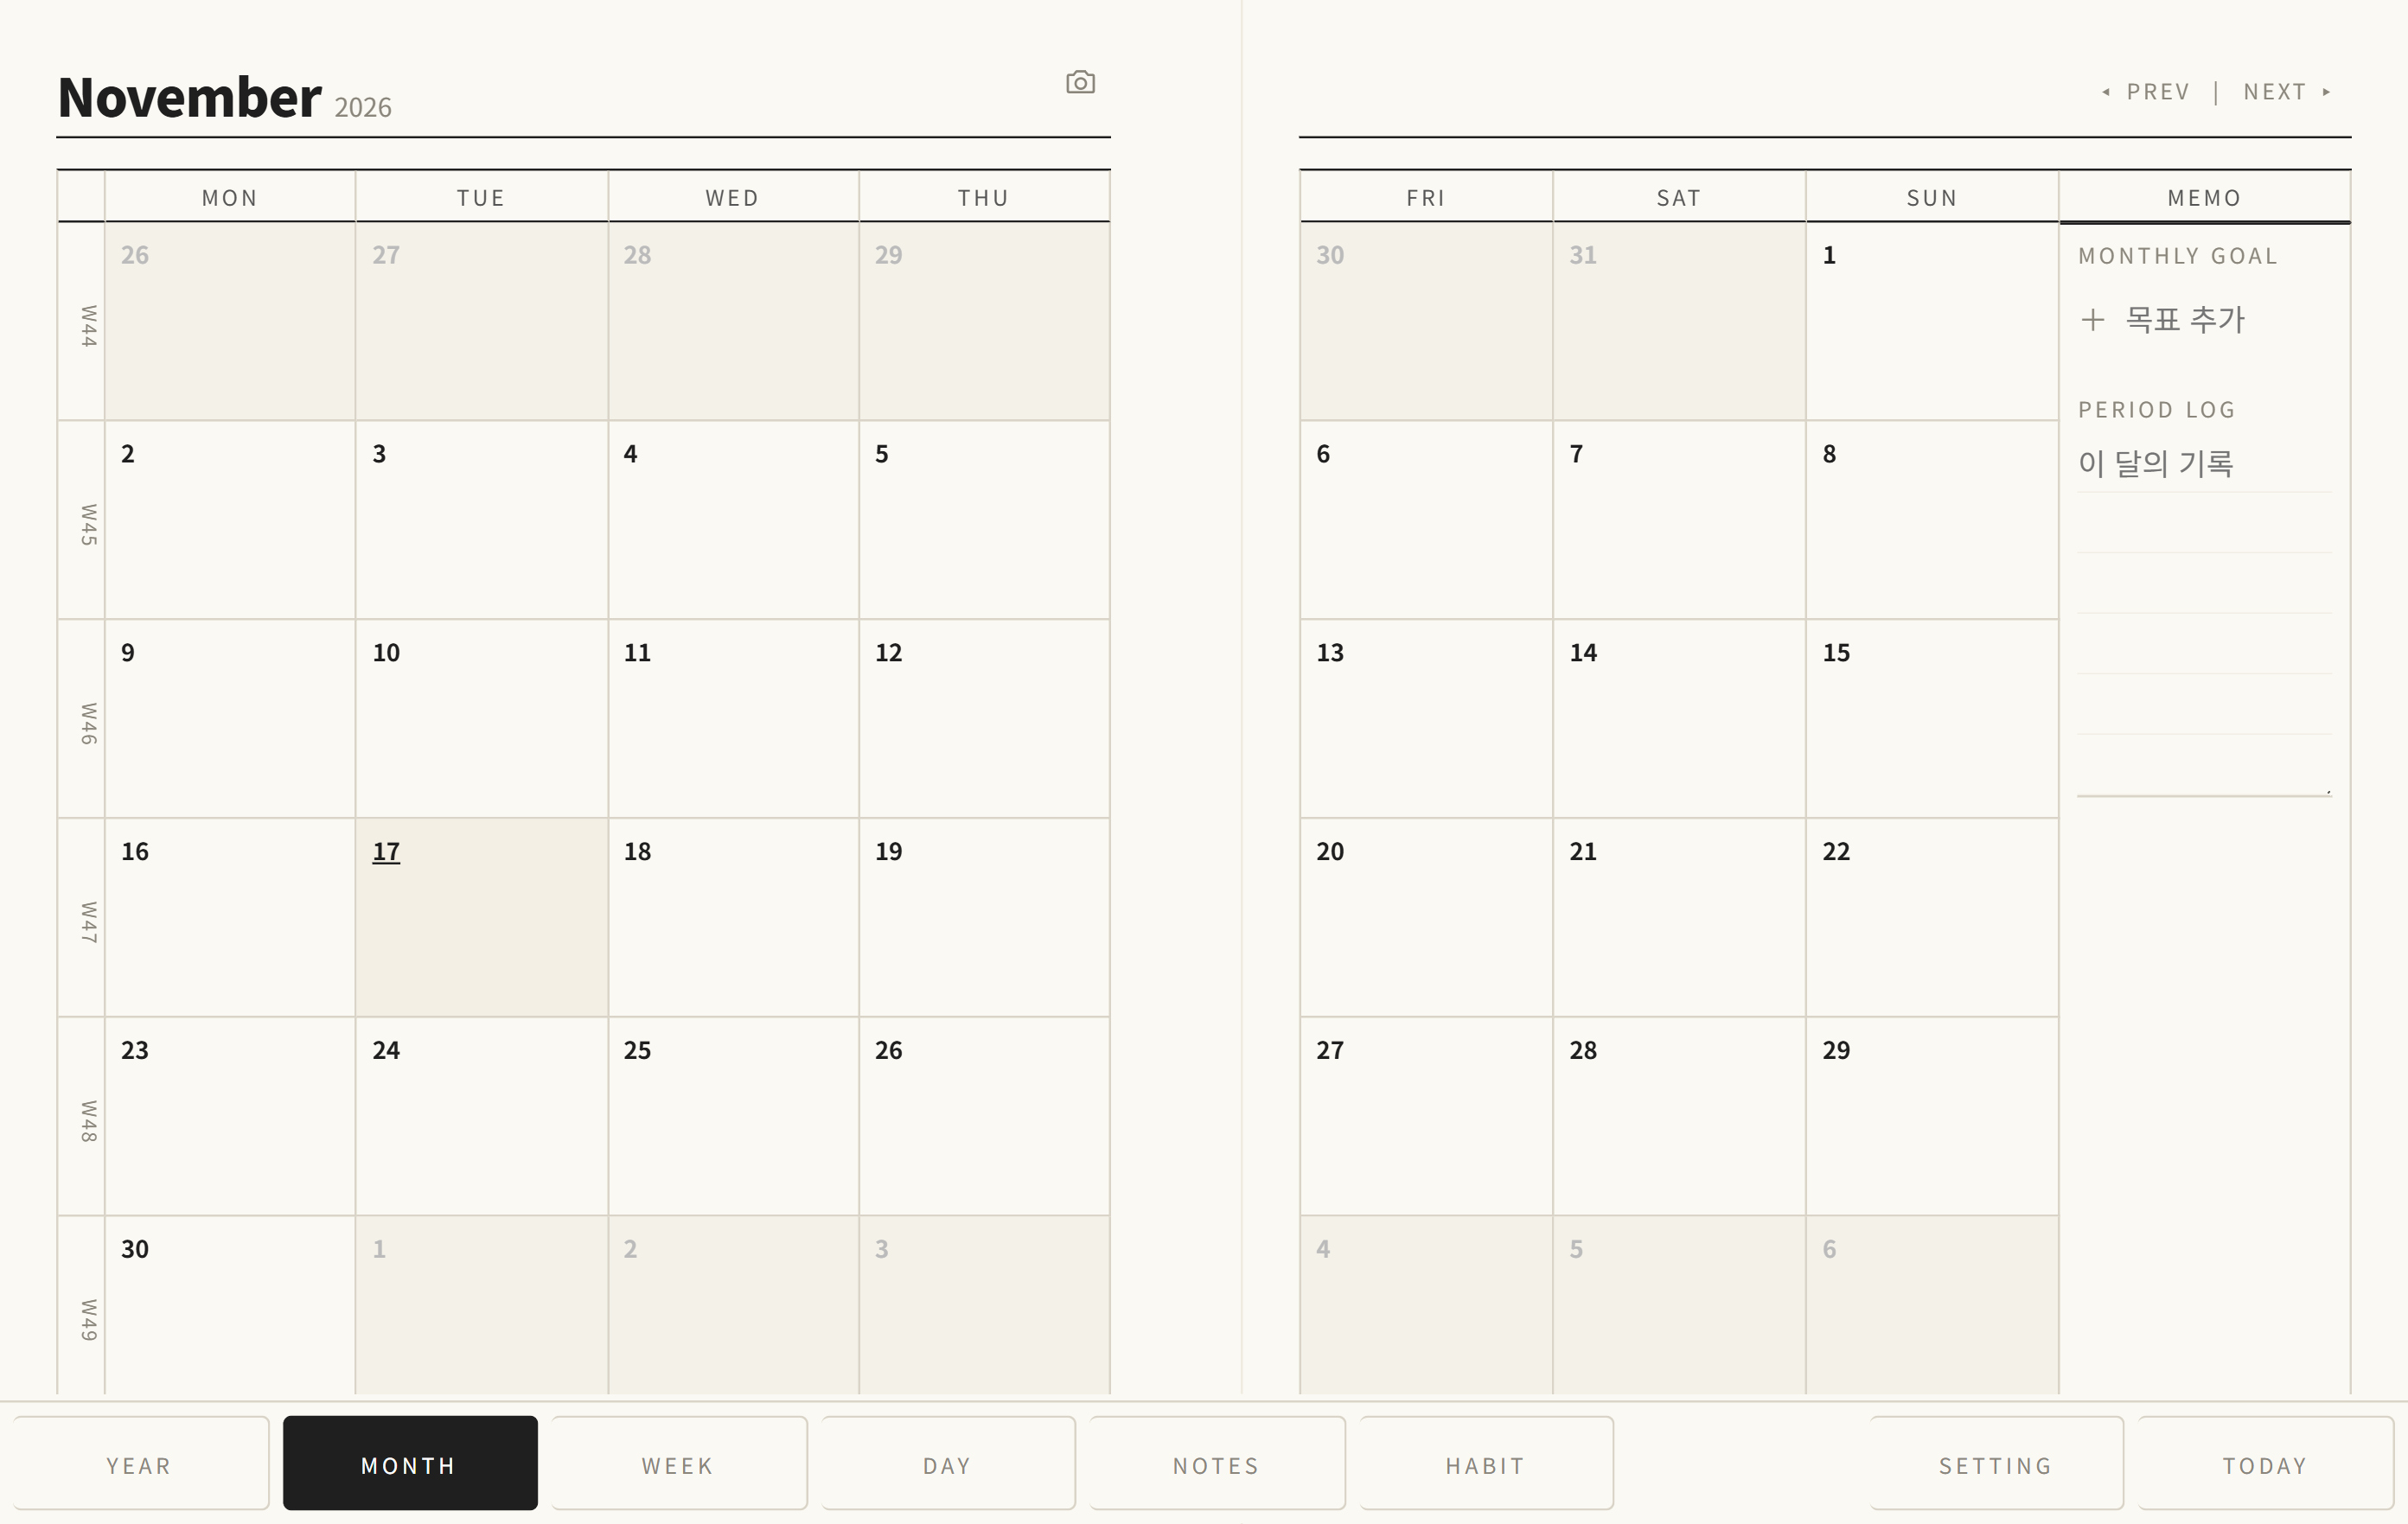 November 2026
◂ PREV | NEXT ▸
MON TUE WED THU FRI SAT SUN MEMO
W44 26 27 28 29 30 31 1
MONTHLY GOAL
+ 목표 추가
PERIOD LOG
이 달의 기록
W45 2 3 4 5 6 7 8
W46 9 10 11 12 13 14 15
W47 16 17 18 19 20 21 22
W48 23 24 25 26 27 28 29
W49 30 1 2 3 4 5 6
YEAR MONTH WEEK DAY NOTES HABIT SETTING TODAY